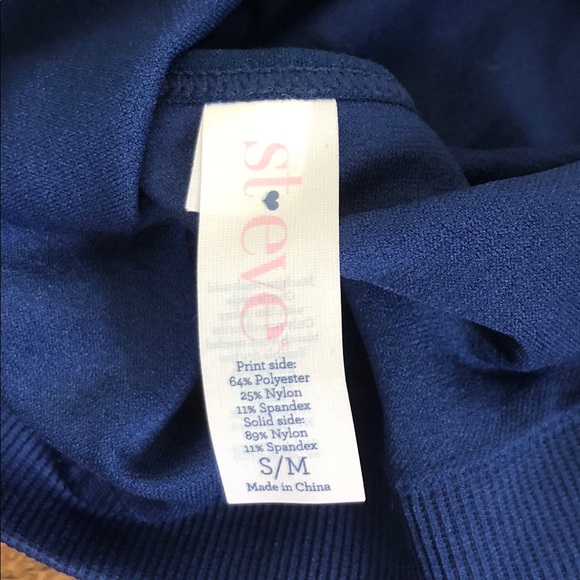 st♥eve
Print side:
64% Polyester
25% Nylon
11% Spandex
Solid side:
89% Nylon
11% Spandex
S/M
Made in China